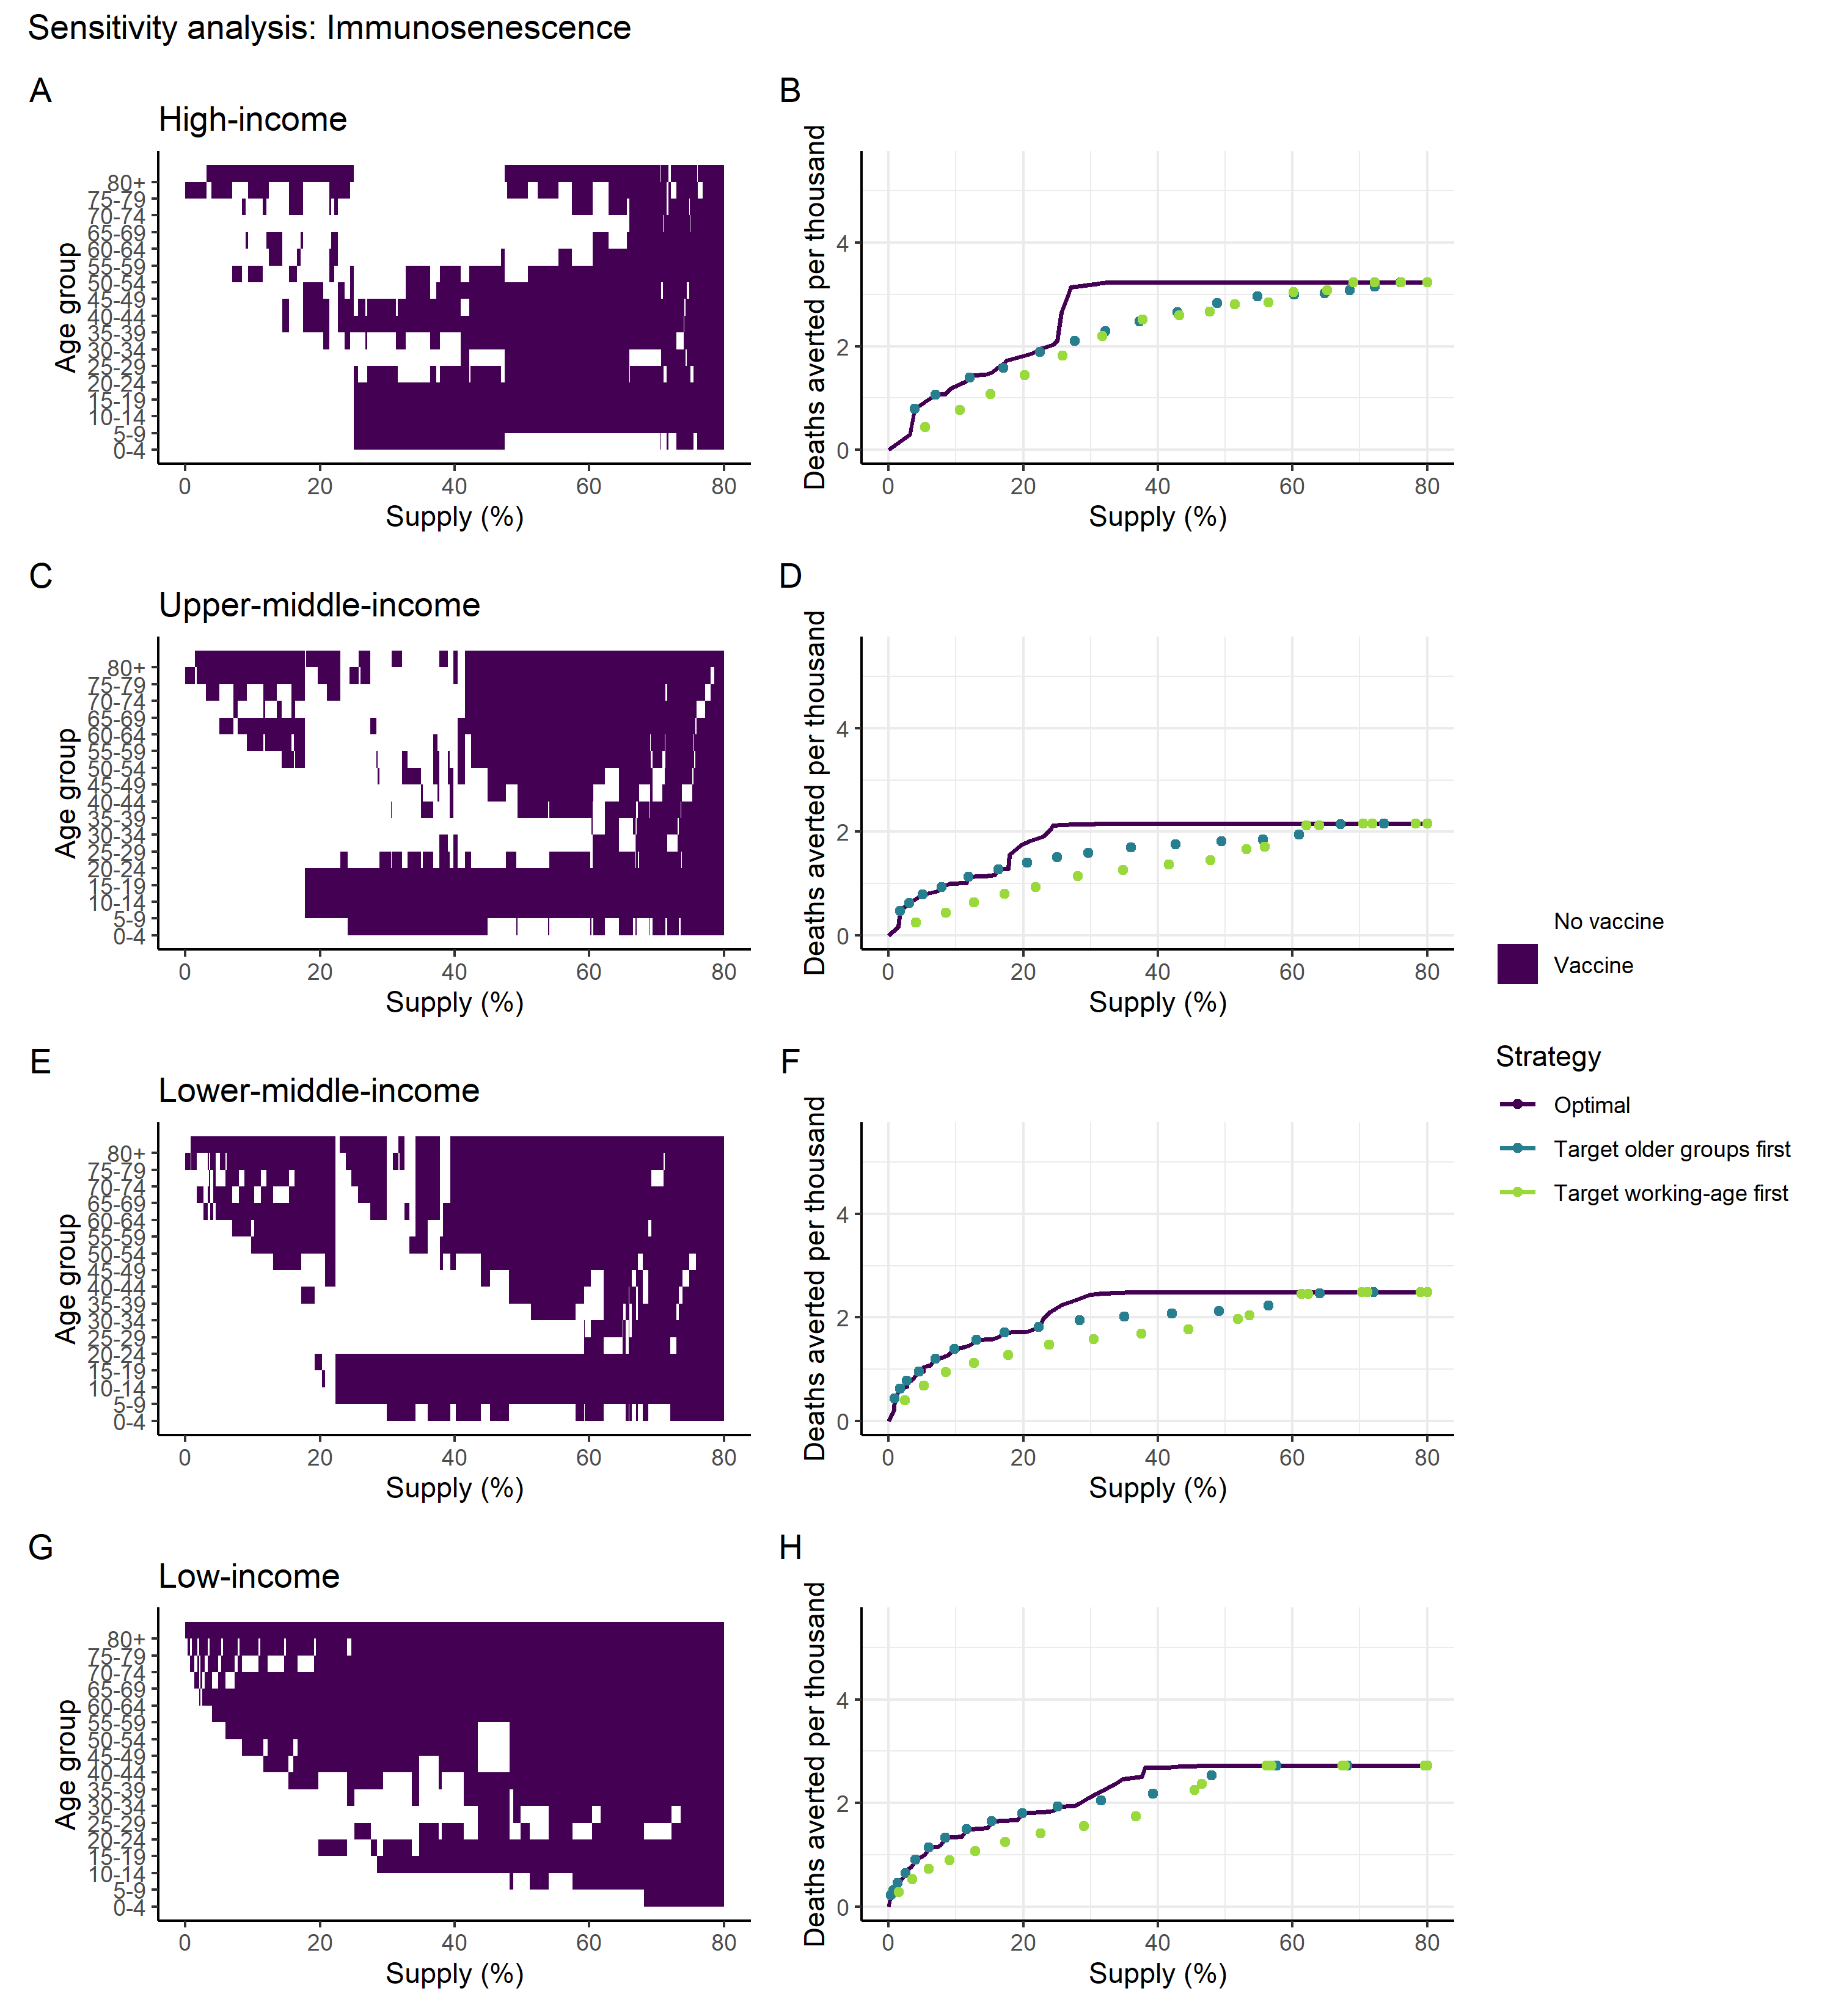 Sensitivity analysis: Immunosenescence
A
High-income
Age group
80+
75-79
70-74
65-69
60-64
55-59
50-54
45-49
40-44
35-39
30-34
25-29
20-24
15-19
10-14
5-9
0-4
0 20 40 60 80
Supply (%)
B
Deaths averted per thousand
4
2
0
0 20 40 60 80
Supply (%)
C
Upper-middle-income
Age group
80+
75-79
70-74
65-69
60-64
55-59
50-54
45-49
40-44
35-39
30-34
25-29
20-24
15-19
10-14
5-9
0-4
0 20 40 60 80
Supply (%)
D
Deaths averted per thousand
4
2
0
0 20 40 60 80
Supply (%)
No vaccine
Vaccine
Strategy
Optimal
Target older groups first
Target working-age first
E
Lower-middle-income
Age group
80+
75-79
70-74
65-69
60-64
55-59
50-54
45-49
40-44
35-39
30-34
25-29
20-24
15-19
10-14
5-9
0-4
0 20 40 60 80
Supply (%)
F
Deaths averted per thousand
4
2
0
0 20 40 60 80
Supply (%)
G
Low-income
Age group
80+
75-79
70-74
65-69
60-64
55-59
50-54
45-49
40-44
35-39
30-34
25-29
20-24
15-19
10-14
5-9
0-4
0 20 40 60 80
Supply (%)
H
Deaths averted per thousand
4
2
0
0 20 40 60 80
Supply (%)